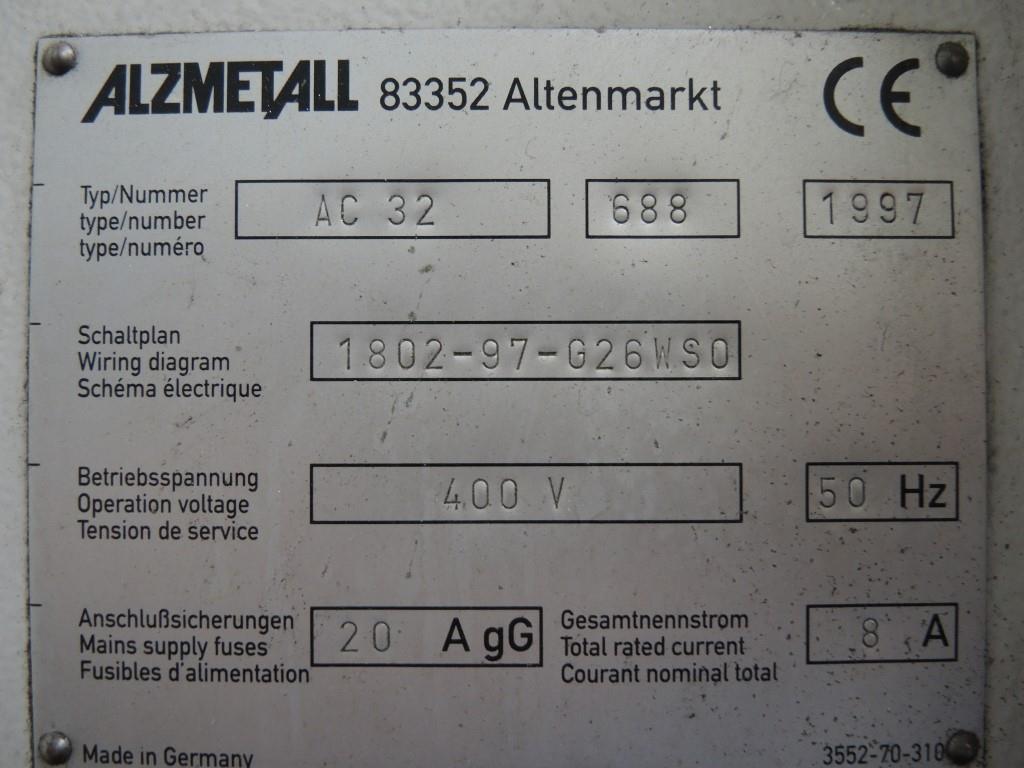 ALZMETALL 83352 Altenmarkt CE
Typ/Nummer
type/number AC 32 688 1997
type/numéro
Schaltplan
Wiring diagram 1802-97-G26WSO
Schéma électrique
Betriebsspannung
Operation voltage 400 V 50 Hz
Tension de service
Anschlußsicherungen
Mains supply fuses 20 A gG
Fusibles d'alimentation
Gesamtnennstrom
Total rated current 8 A
Courant nominal total
Made in Germany 3552-70-310